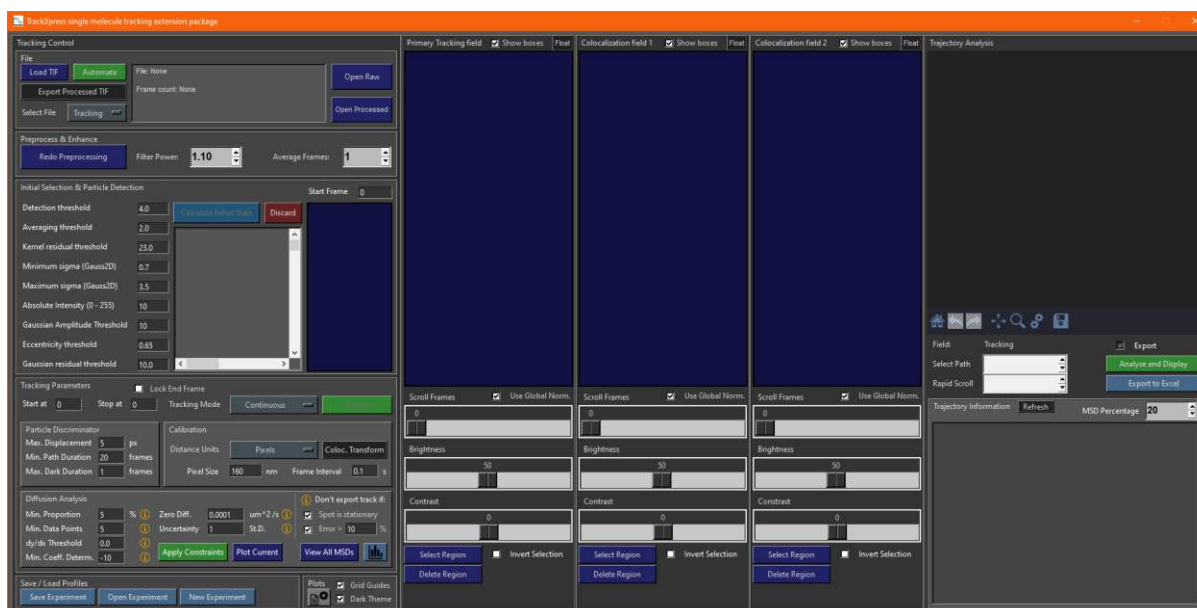 TrackXpress single molecule tracking extension package
Tracking Control
File
Load TIF Automate
Export Processed TIF
Select File Tracking
File: None
Frame count: None
Open Raw
Open Processed
Preprocess & Enhance
Redo Preprocessing Filter Power: 1.10 Average Frames: 1
Initial Selection & Particle Detection
Start Frame 0
Detection threshold 4.0
Calculate Initial State Discard
Averaging threshold 2.0
Kernel residual threshold 23.0
Minimum sigma (Gauss2D) 0.7
Maximum sigma (Gauss2D) 3.5
Absolute Intensity (0 - 255) 10
Gaussian Amplitude Threshold 10
Eccentricity threshold 0.65
Gaussian residual threshold 10.0
Tracking Parameters Lock End Frame
Start at 0 Stop at 0 Tracking Mode Continuous
Particle Discriminator
Max. Displacement 5 px
Min. Path Duration 20 frames
Max. Dark Duration 1 frames
Calibration
Distance Units Pixels Coloc. Transform
Pixel Size 160 nm Frame Interval 0.1 s
Diffusion Analysis
Min. Proportion 5 %
Min. Data Points 5
dy/dx Threshold 0.0
Min. Coeff. Determ. -10
Zero Diff. 0.0001 um^2 /s
Uncertainty 1 St.D.
Apply Constraints Plot Current
Don't export track if:
Spot is stationary
Error > 10 %
View All MSDs
Save / Load Profiles
Save Experiment Open Experiment New Experiment
Plots Grid Guides
Dark Theme
Primary Tracking field Show boxes Float
Scroll Frames Use Global Norm.
0
Brightness
50
Contrast
0
Select Region Invert Selection
Delete Region
Colocalization field 1 Show boxes Float
Scroll Frames Use Global Norm.
0
Brightness
50
Contrast
0
Select Region Invert Selection
Delete Region
Colocalization field 2 Show boxes Float
Scroll Frames Use Global Norm.
0
Brightness
50
Constrast
0
Select Region Invert Selection
Delete Region
Trajectory Analysis
Field: Tracking Export
Select Path Analyse and Display
Rapid Scroll Export to Excel
Trajectory Information Refresh MSD Percentage 20